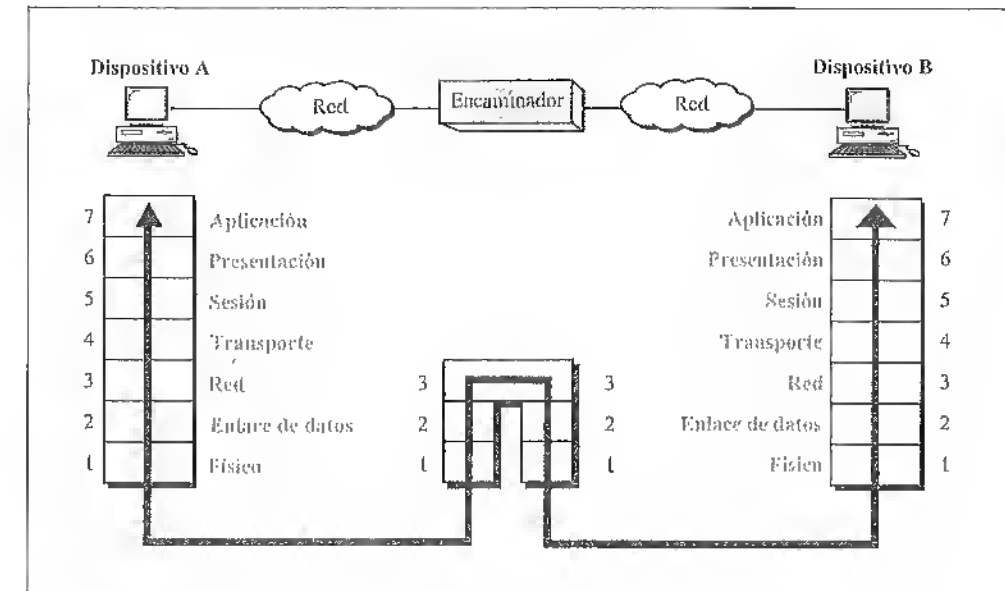 Dispositivo A
Dispositivo B
Red
Encaminador
Red
7 Aplicación
Aplicación 7
6 Presentación
Presentación 6
5 Sesión
Sesión 5
4 Transporte
Transporte 4
3 Red
3 3
Red 3
2 Enlace de datos
2 2
Enlace de datos 2
1 Físico
1 1
Físico 1